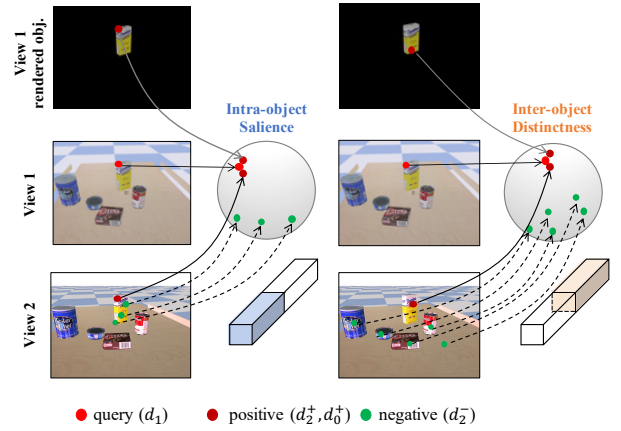 View 1
rendered obj.
Intra-object
Salience
Inter-object
Distinctness
View 1
View 2
query (d₁)
positive (d₂⁺,d₀⁺)
negative (d₂⁻)